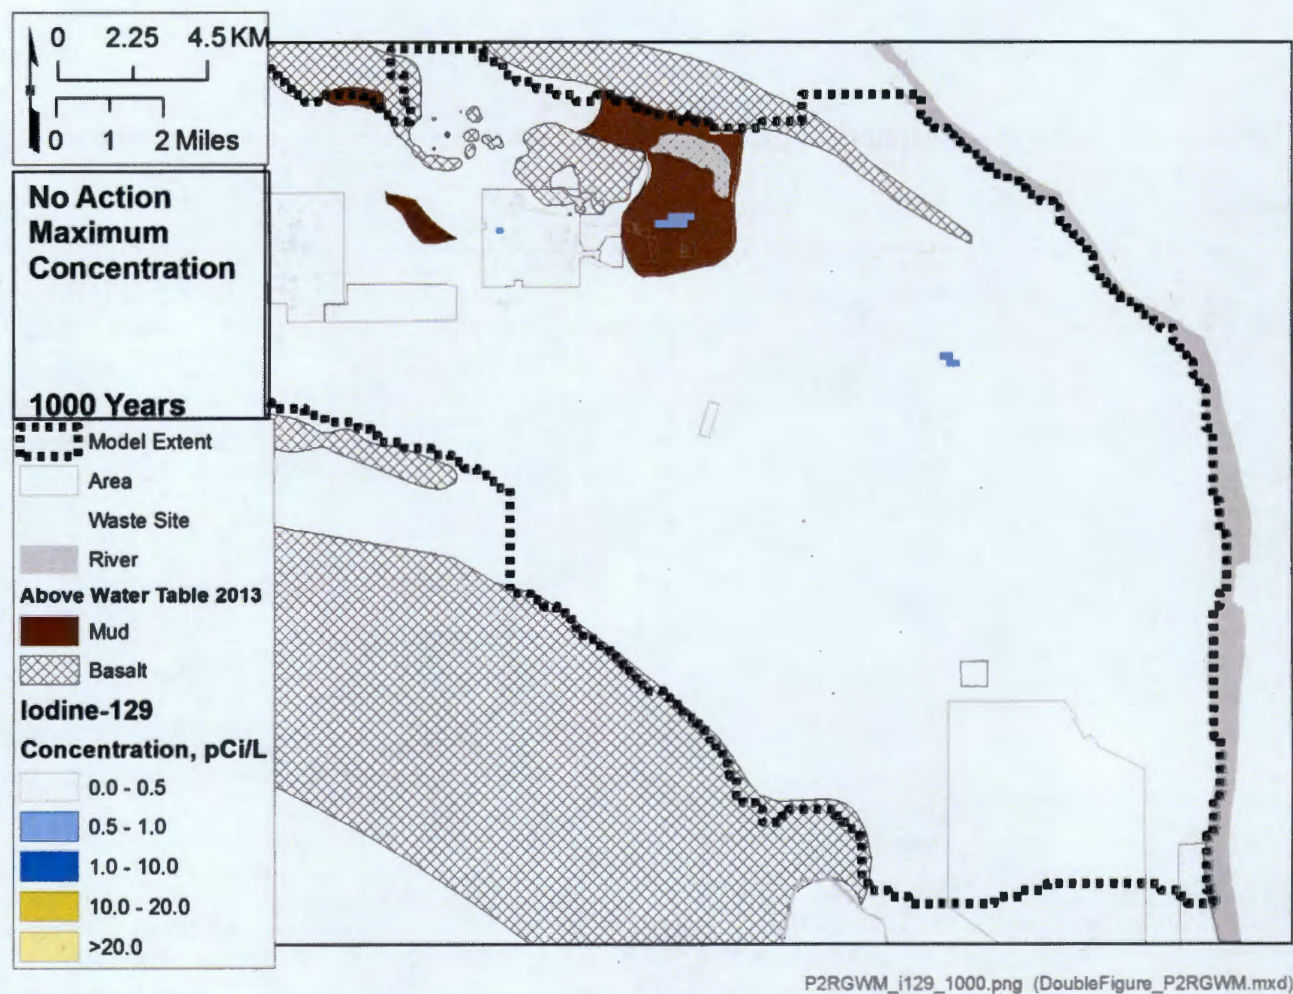 0 2.25 4.5 KM
0 1 2 Miles
No Action
Maximum
Concentration
1000 Years
Model Extent
Area
Waste Site
River
Above Water Table 2013
Mud
Basalt
Iodine-129
Concentration, pCi/L
0.0 - 0.5
0.5 - 1.0
1.0 - 10.0
10.0 - 20.0
>20.0
P2RGWM_i129_1000.png (DoubleFigure_P2RGWM.mxd)